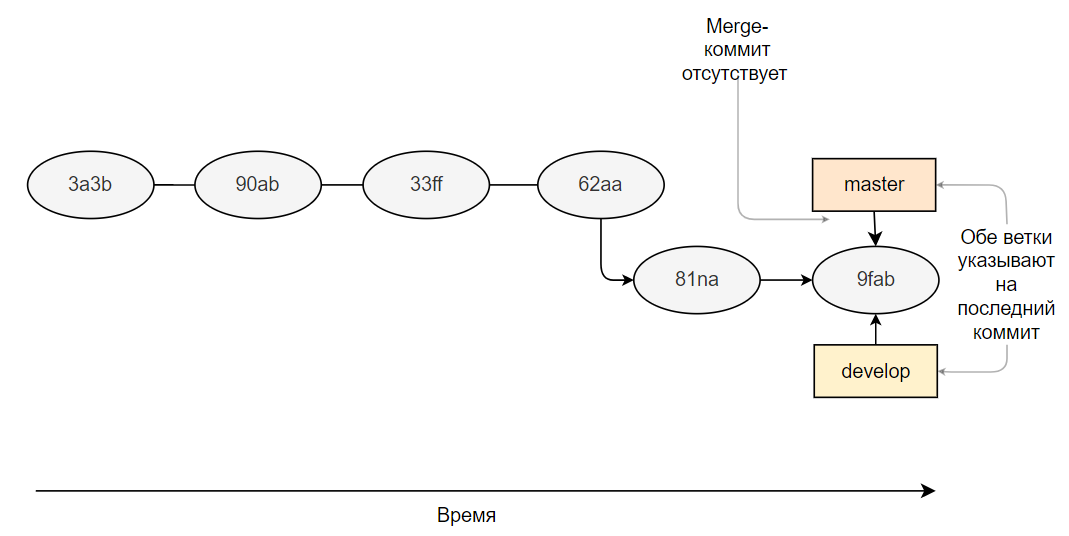 Merge-
коммит
отсутствует
3a3b
90ab
33ff
62aa
master
Обе ветки
указывают
на
последний
коммит
81na
9fab
develop
Время